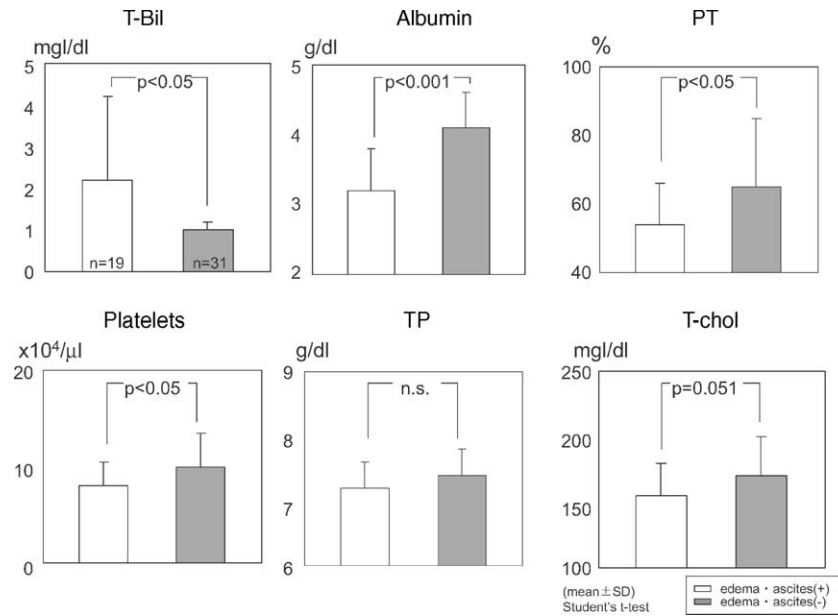 T-Bil
mgl/dl
5
4
3
2
1
0
p<0.05
n=19
n=31
Albumin
g/dl
5
4
3
2
p<0.001
PT
%
100
80
60
40
p<0.05
Platelets
x10⁴/μl
20
10
0
p<0.05
TP
g/dl
9
8
7
6
n.s.
T-chol
mgl/dl
250
200
150
100
p=0.051
(mean±SD)
Student's t-test
edema・ascites(+)
edema・ascites(-)